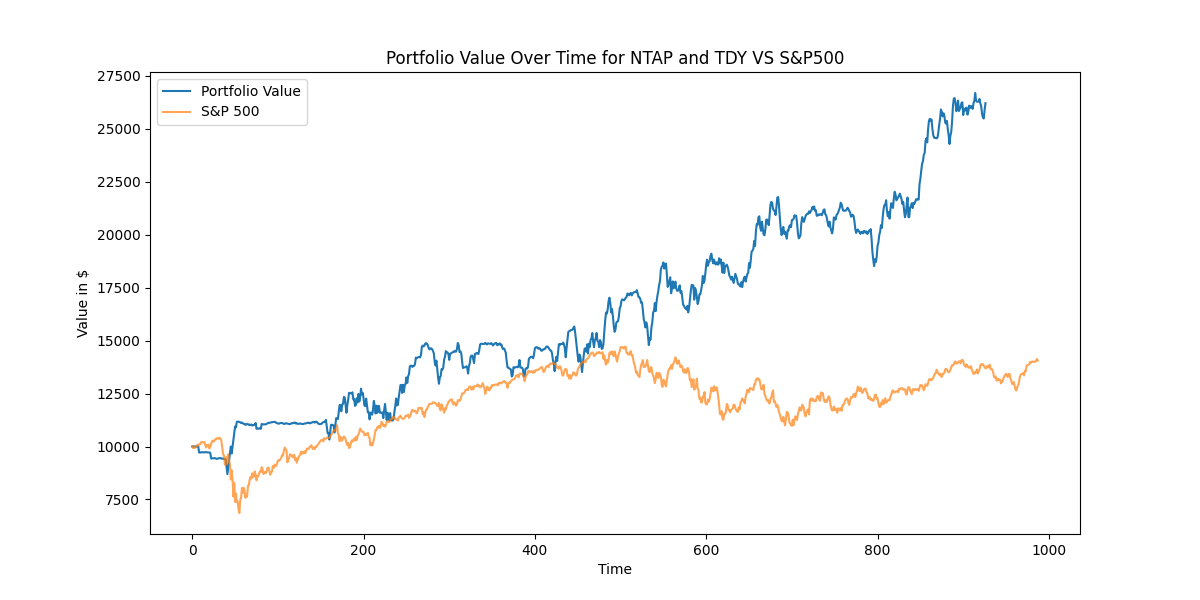 Portfolio Value Over Time for NTAP and TDY VS S&P500
27500
25000
22500
20000
17500
15000
12500
10000
7500
Value in $
Portfolio Value
S&P 500
0 200 400 600 800 1000
Time